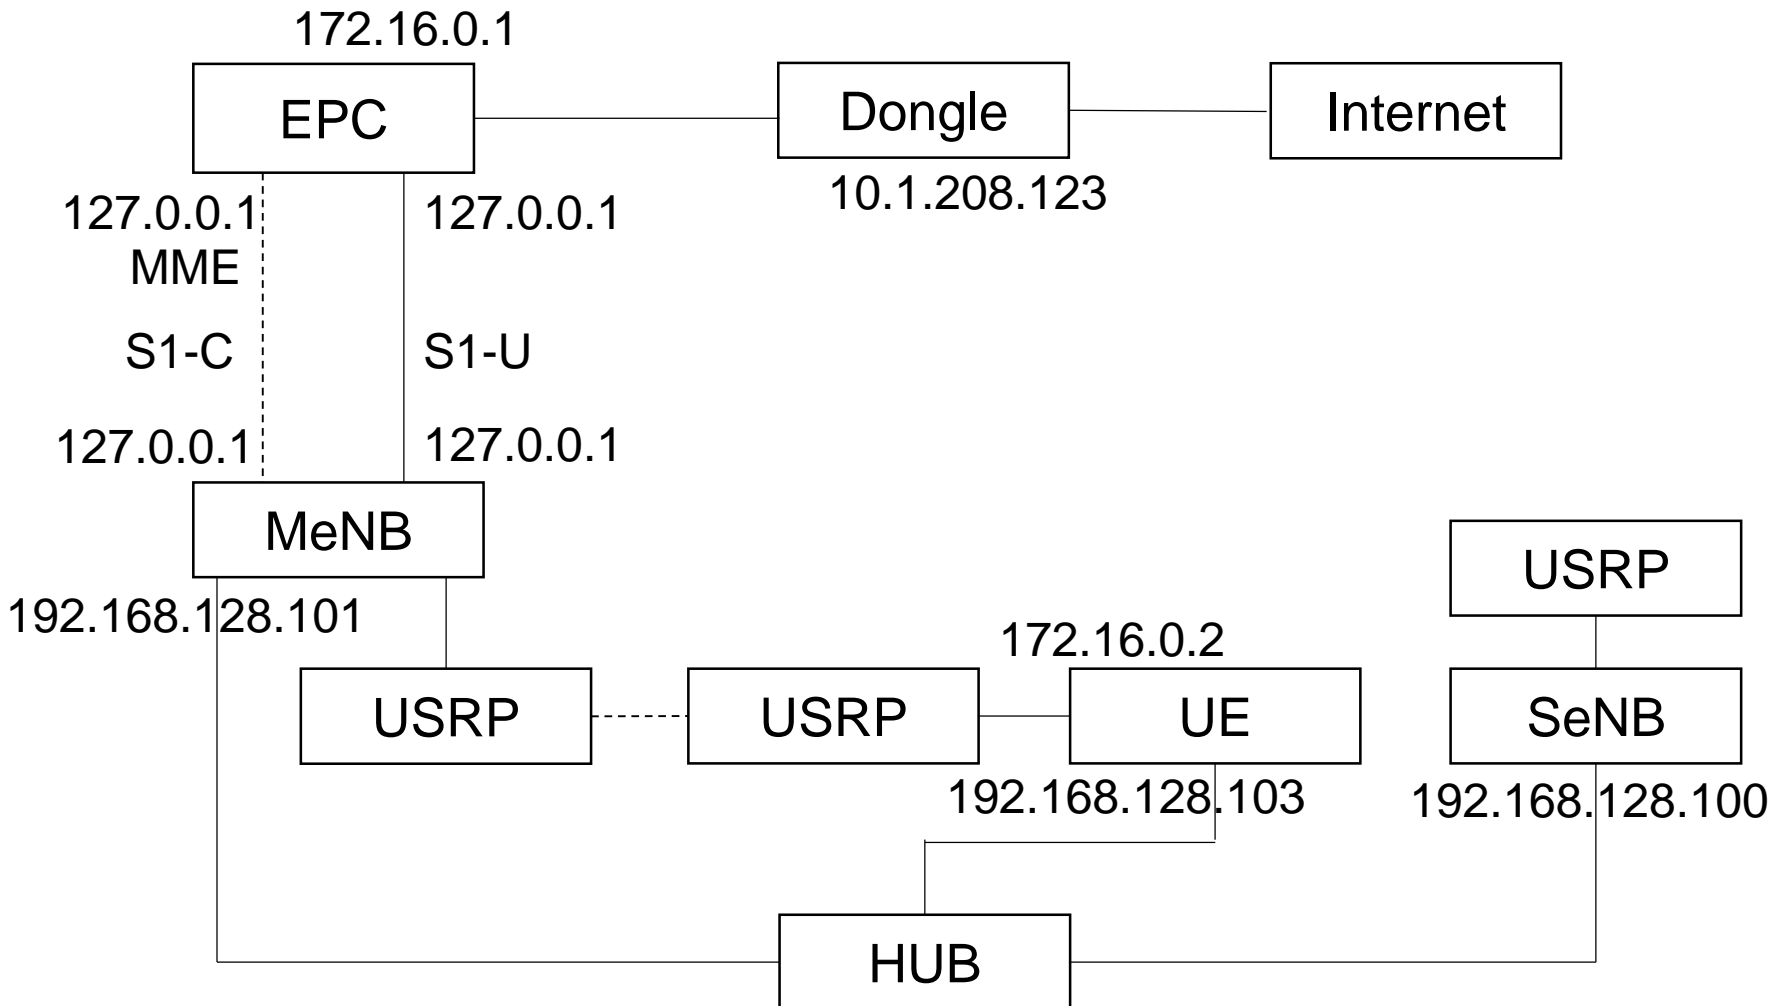 172.16.0.1
EPC
Dongle
Internet
10.1.208.123
127.0.0.1
127.0.0.1
MME
S1-C
S1-U
127.0.0.1
127.0.0.1
MeNB
USRP
192.168.128.101
172.16.0.2
USRP
USRP
UE
SeNB
192.168.128.103
192.168.128.100
HUB